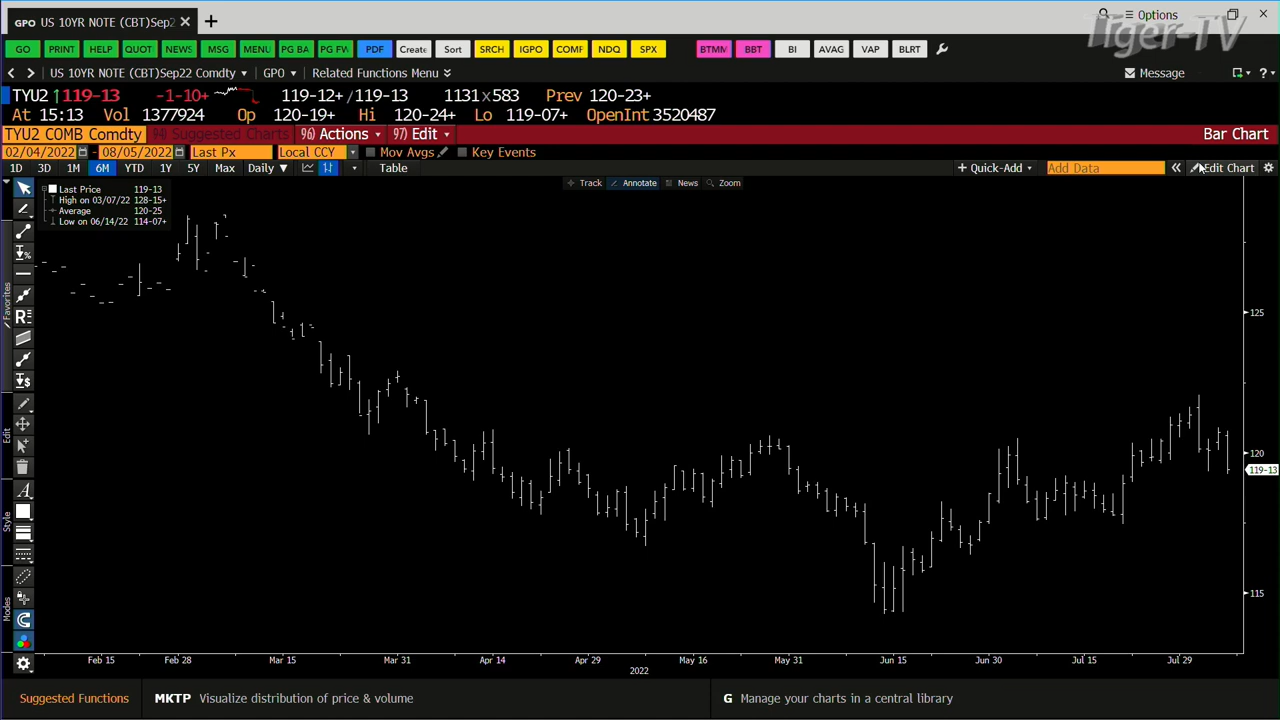 GPO US 10YR NOTE (CBT)Sep2
Options
Tiger-TV
GO PRINT HELP QUOT NEWS MSG MENU PG BA PG FW PDF Create Sort SRCH IGPO COMF NDQ SPX BTMM BBT BI AVAG VAP BLRT
US 10YR NOTE (CBT)Sep22 Comdty GPO Related Functions Menu Message ?
TYU2 ↑119-13 -1-10+ 119-12+/119-13 1131x583 Prev 120-23+
At 15:13 Vol 1377924 Op 120-19+ Hi 120-24+ Lo 119-07+ OpenInt 3520487
TYU2 COMB Comdty 94) Suggested Charts 96) Actions 97) Edit Bar Chart
02/04/2022 - 08/05/2022 Last Px Local CCY Mov Avgs Key Events
1D 3D 1M 6M YTD 1Y 5Y Max Daily Table + Quick-Add Add Data « Edit Chart
Track Annotate News Zoom
Last Price 119-13
High on 03/07/22 128-15+
Average 120-25
Low on 06/14/22 114-07+
Favorites
Edit
Style
Modes
125
120
119-13
115
Feb 15 Feb 28 Mar 15 Mar 31 Apr 14 Apr 29 May 16 May 31 Jun 15 Jun 30 Jul 15 Jul 29
2022
Suggested Functions MKTP Visualize distribution of price & volume G Manage your charts in a central library